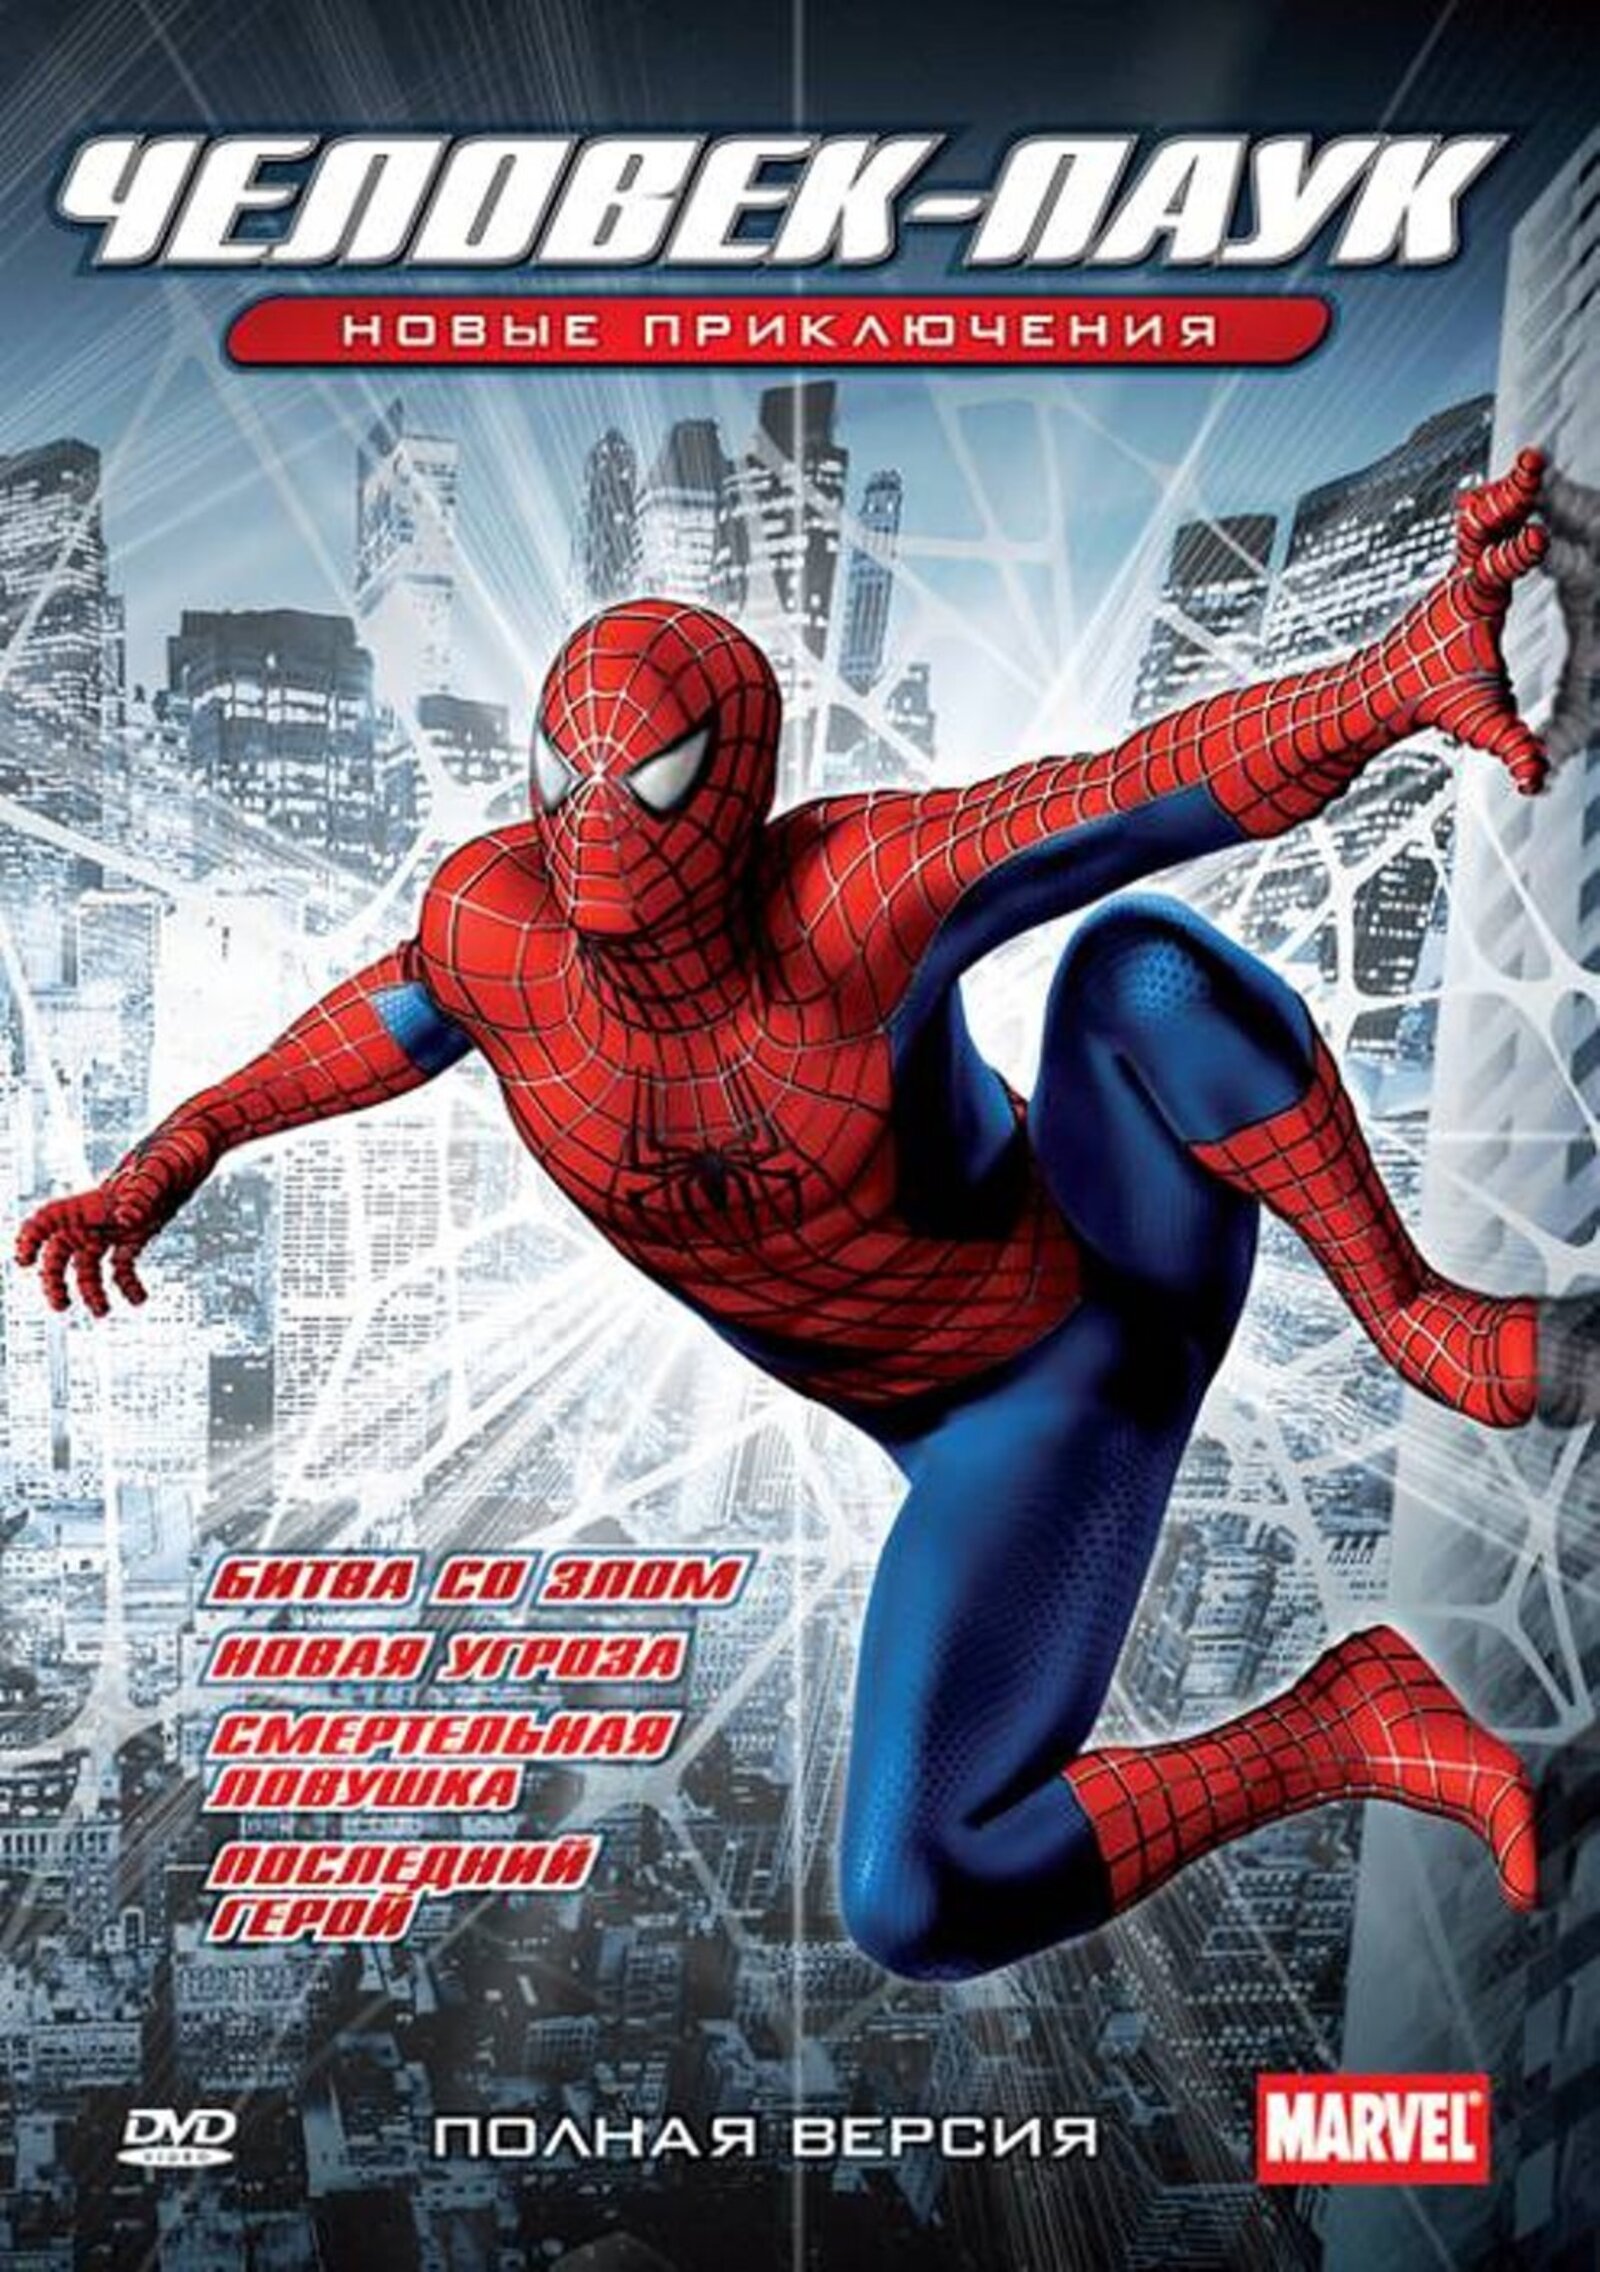 ЧЕЛОВЕК-ПАУК
НОВЫЕ ПРИКЛЮЧЕНИЯ
БИТВА СО ЗЛОМ
НОВАЯ УГРОЗА
СМЕРТЕЛЬНАЯ
ЛОВУШКА
ПОСЛЕДНИЙ
ГЕРОЙ
DVD
VIDEO
ПОЛНАЯ ВЕРСИЯ
MARVEL